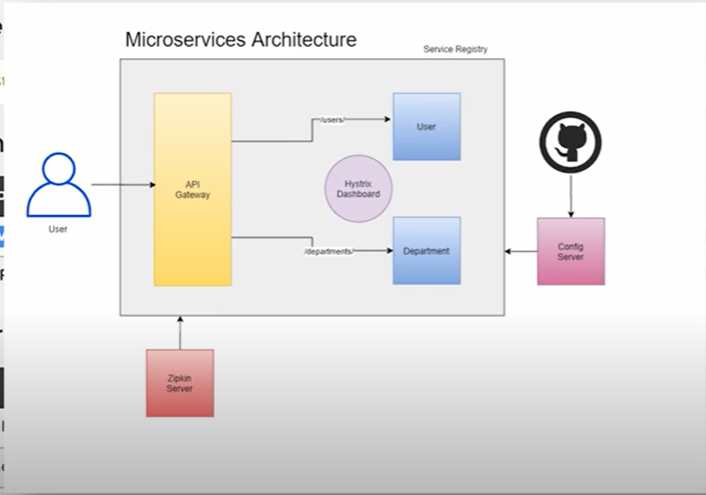 Microservices Architecture
Service Registry
/users/
User
API
Gateway
Hystrix
Dashboard
User
/departments/
Department
Config
Server
Zipkin
Server